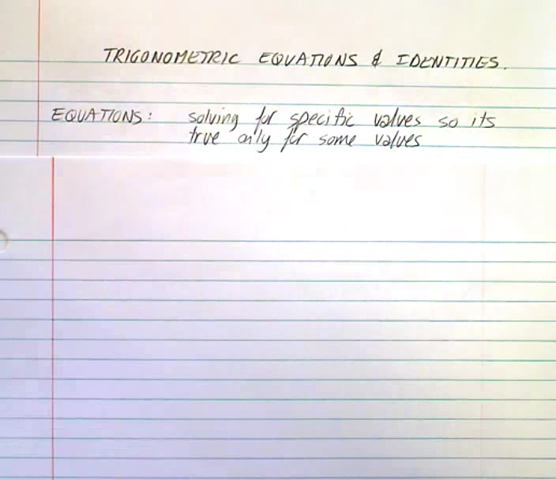 TRIGONOMETRIC EQUATIONS & IDENTITIES.
EQUATIONS: solving for specific values so its
true only for some values